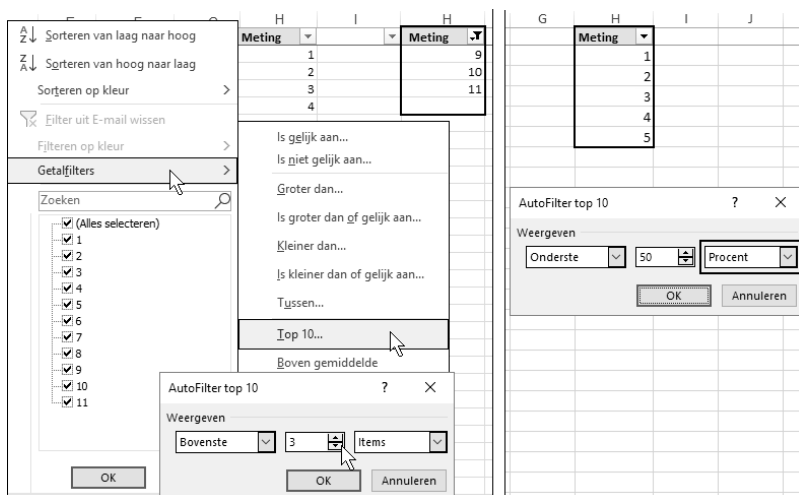 H I H
Meting Meting
1 9
2 10
3 11
4
Sorteren van laag naar hoog
Sorteren van hoog naar laag
Sorteren op kleur
Filter uit E-mail wissen
Filteren op kleur
Getalfilters
Zoeken
(Alles selecteren)
1
2
3
4
5
6
7
8
9
10
11
OK
Is gelijk aan...
Is niet gelijk aan...
Groter dan...
Is groter dan of gelijk aan...
Kleiner dan...
Is kleiner dan of gelijk aan...
Tussen...
Top 10...
Boven gemiddelde
AutoFilter top 10 ?
Weergeven
Bovenste 3 Items
OK Annuleren
G H I J
Meting
1
2
3
4
5
AutoFilter top 10 ?
Weergeven
Onderste 50 Procent
OK Annuleren